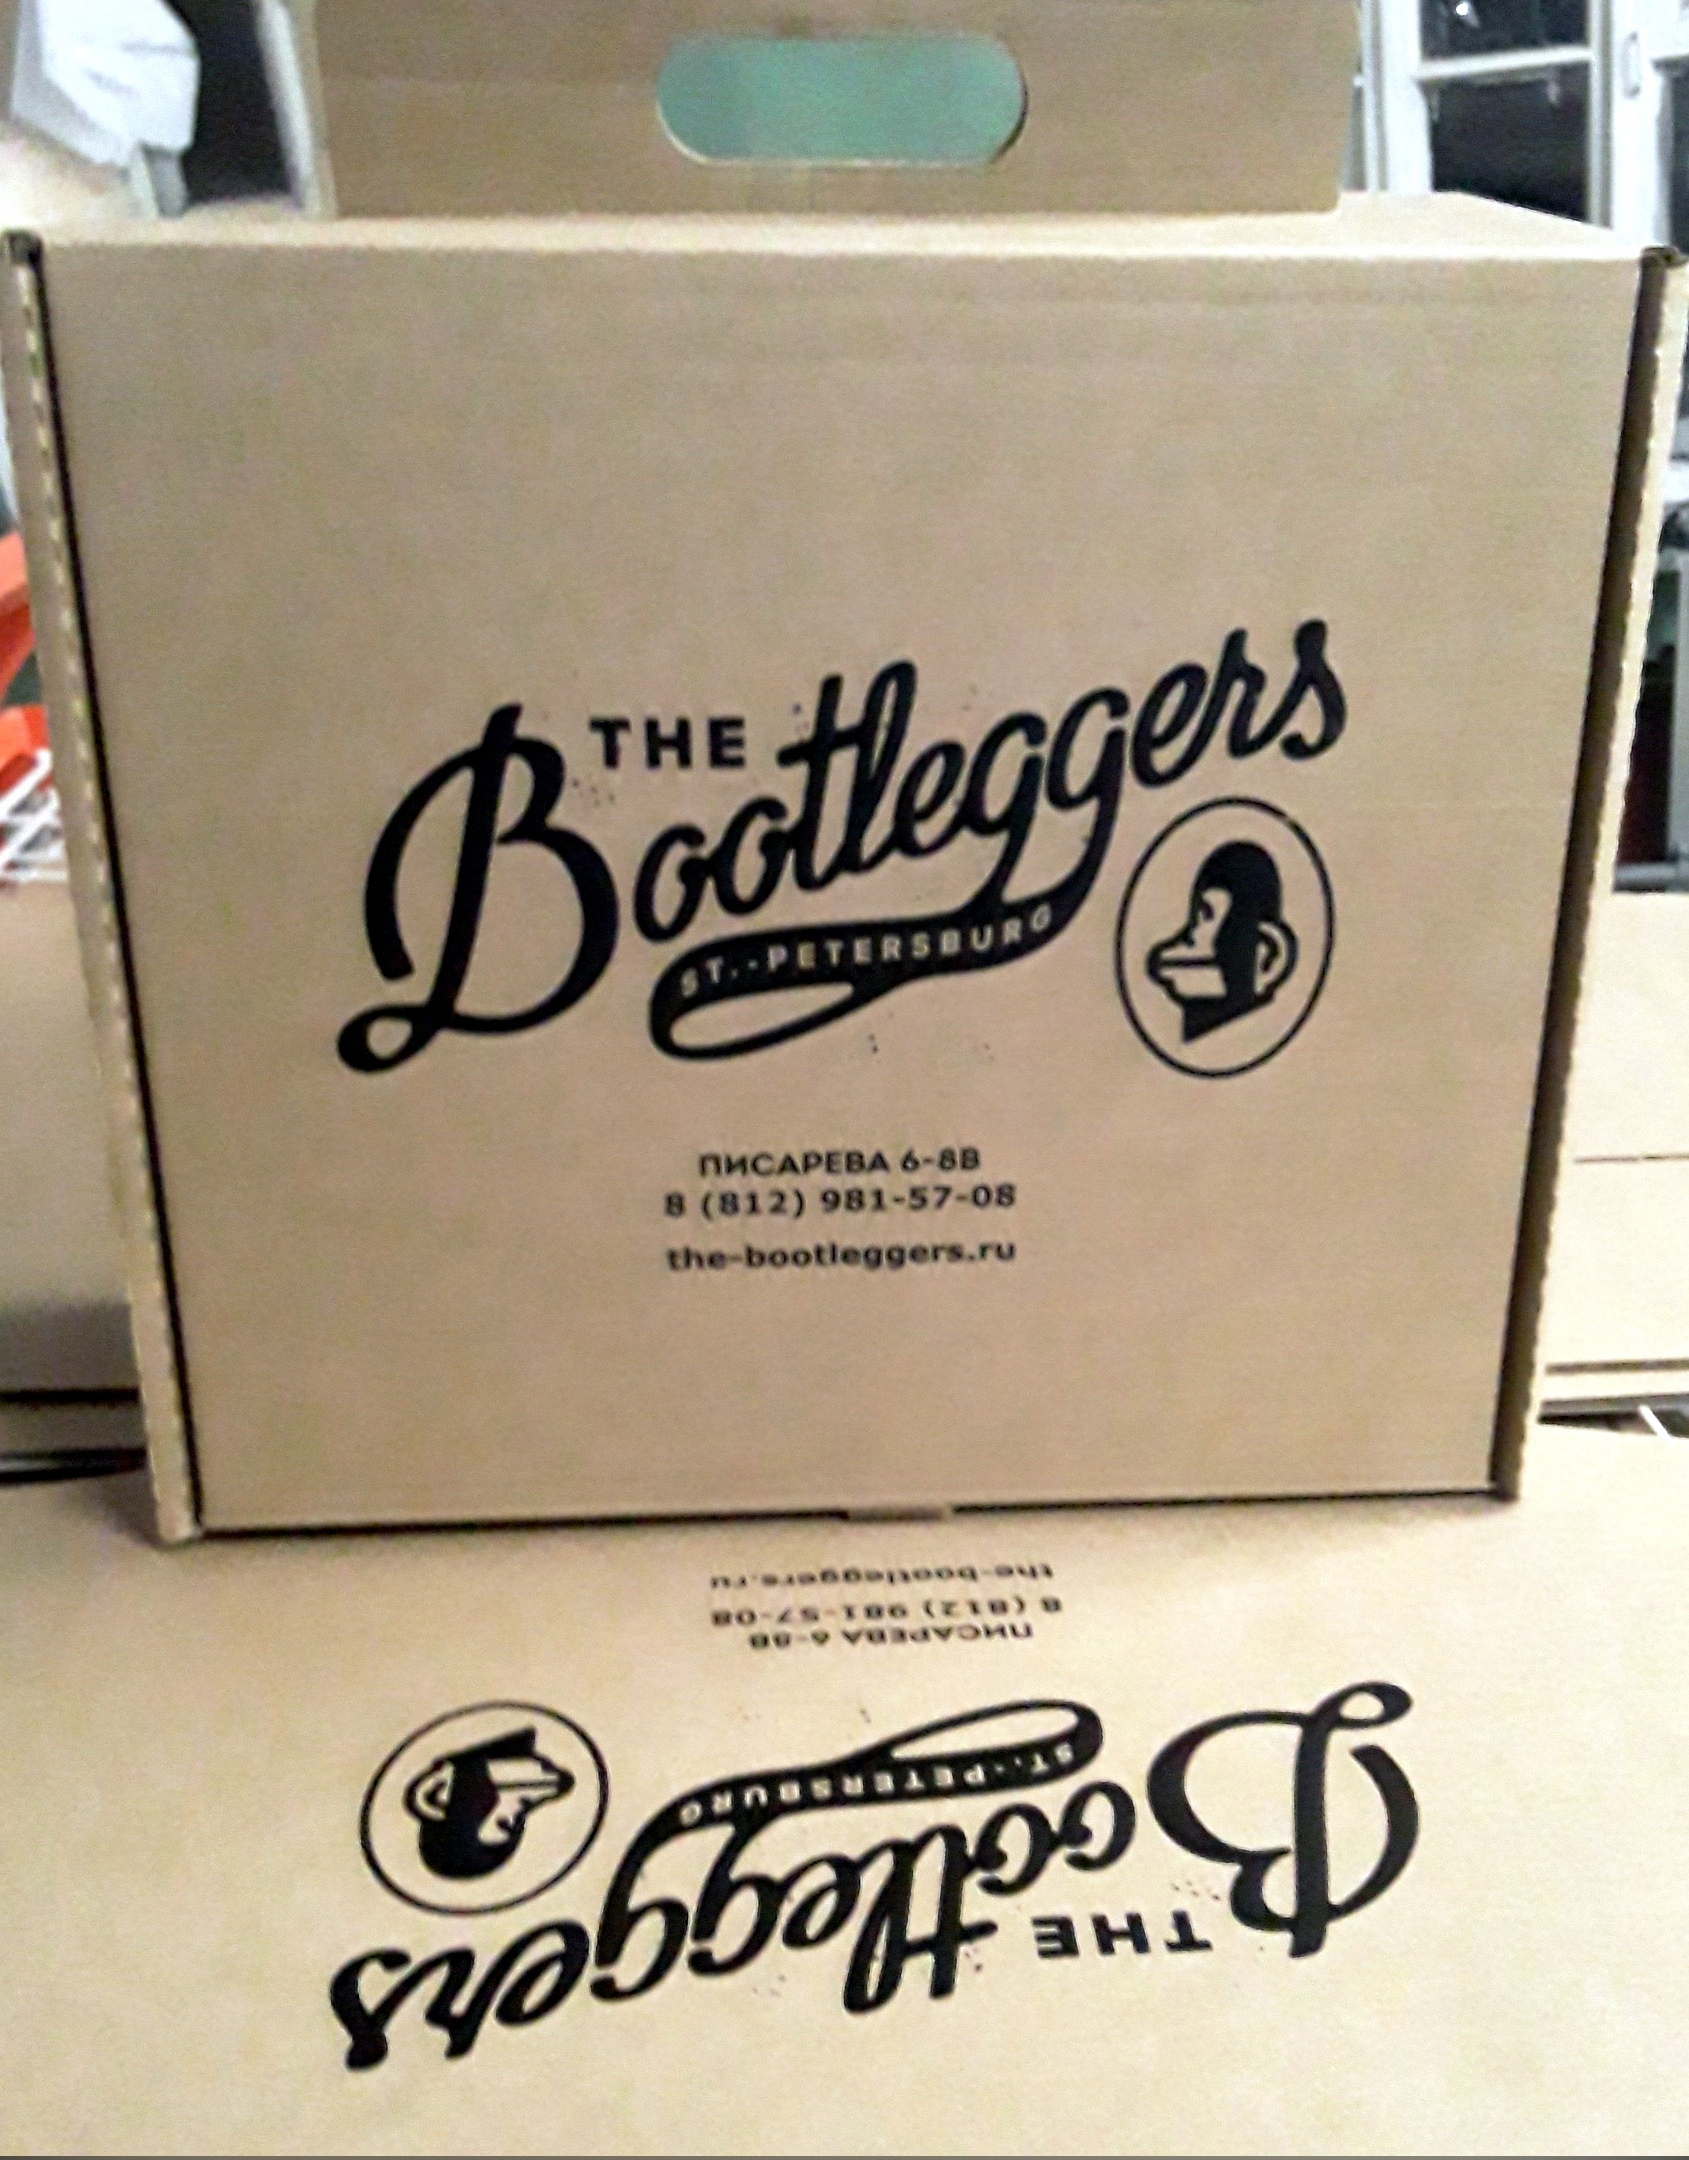 THE
Bootleggers
ST.-PETERSBURG
ПИСАРЕВА 6-8В
8 (812) 981-57-08
the-bootleggers.ru
the-bootleggers.ru
8 (812) 981-57-08
ПИСАРЕВА 6-8В
ST.-PETERSBURG
Bootleggers
THE